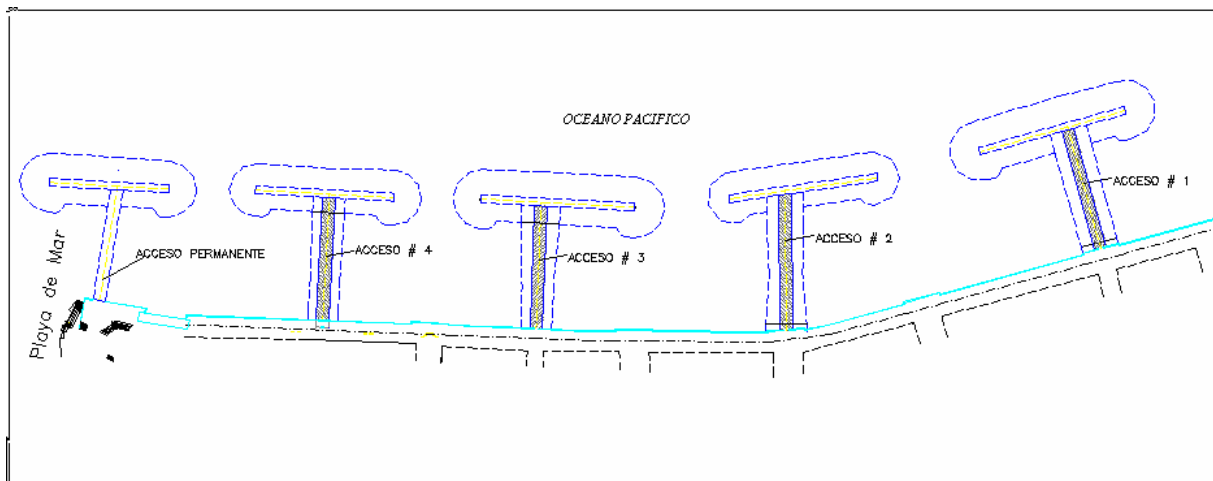 OCEANO PACIFICO
ACCESO # 1
ACCESO # 2
ACCESO # 3
ACCESO # 4
ACCESO PERMANENTE
Playa de Mar